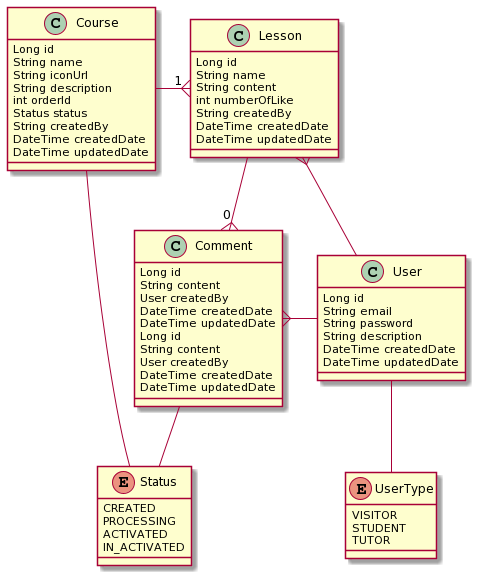 C Course
Long id
String name
String iconUrl
String description
int orderId
Status status
String createdBy
DateTime createdDate
DateTime updatedDate
1
C Lesson
Long id
String name
String content
int numberOfLike
String createdBy
DateTime createdDate
DateTime updatedDate
0
C Comment
Long id
String content
User createdBy
DateTime createdDate
DateTime updatedDate
Long id
String content
User createdBy
DateTime createdDate
DateTime updatedDate
C User
Long id
String email
String password
String description
DateTime createdDate
DateTime updatedDate
E Status
CREATED
PROCESSING
ACTIVATED
IN_ACTIVATED
E UserType
VISITOR
STUDENT
TUTOR